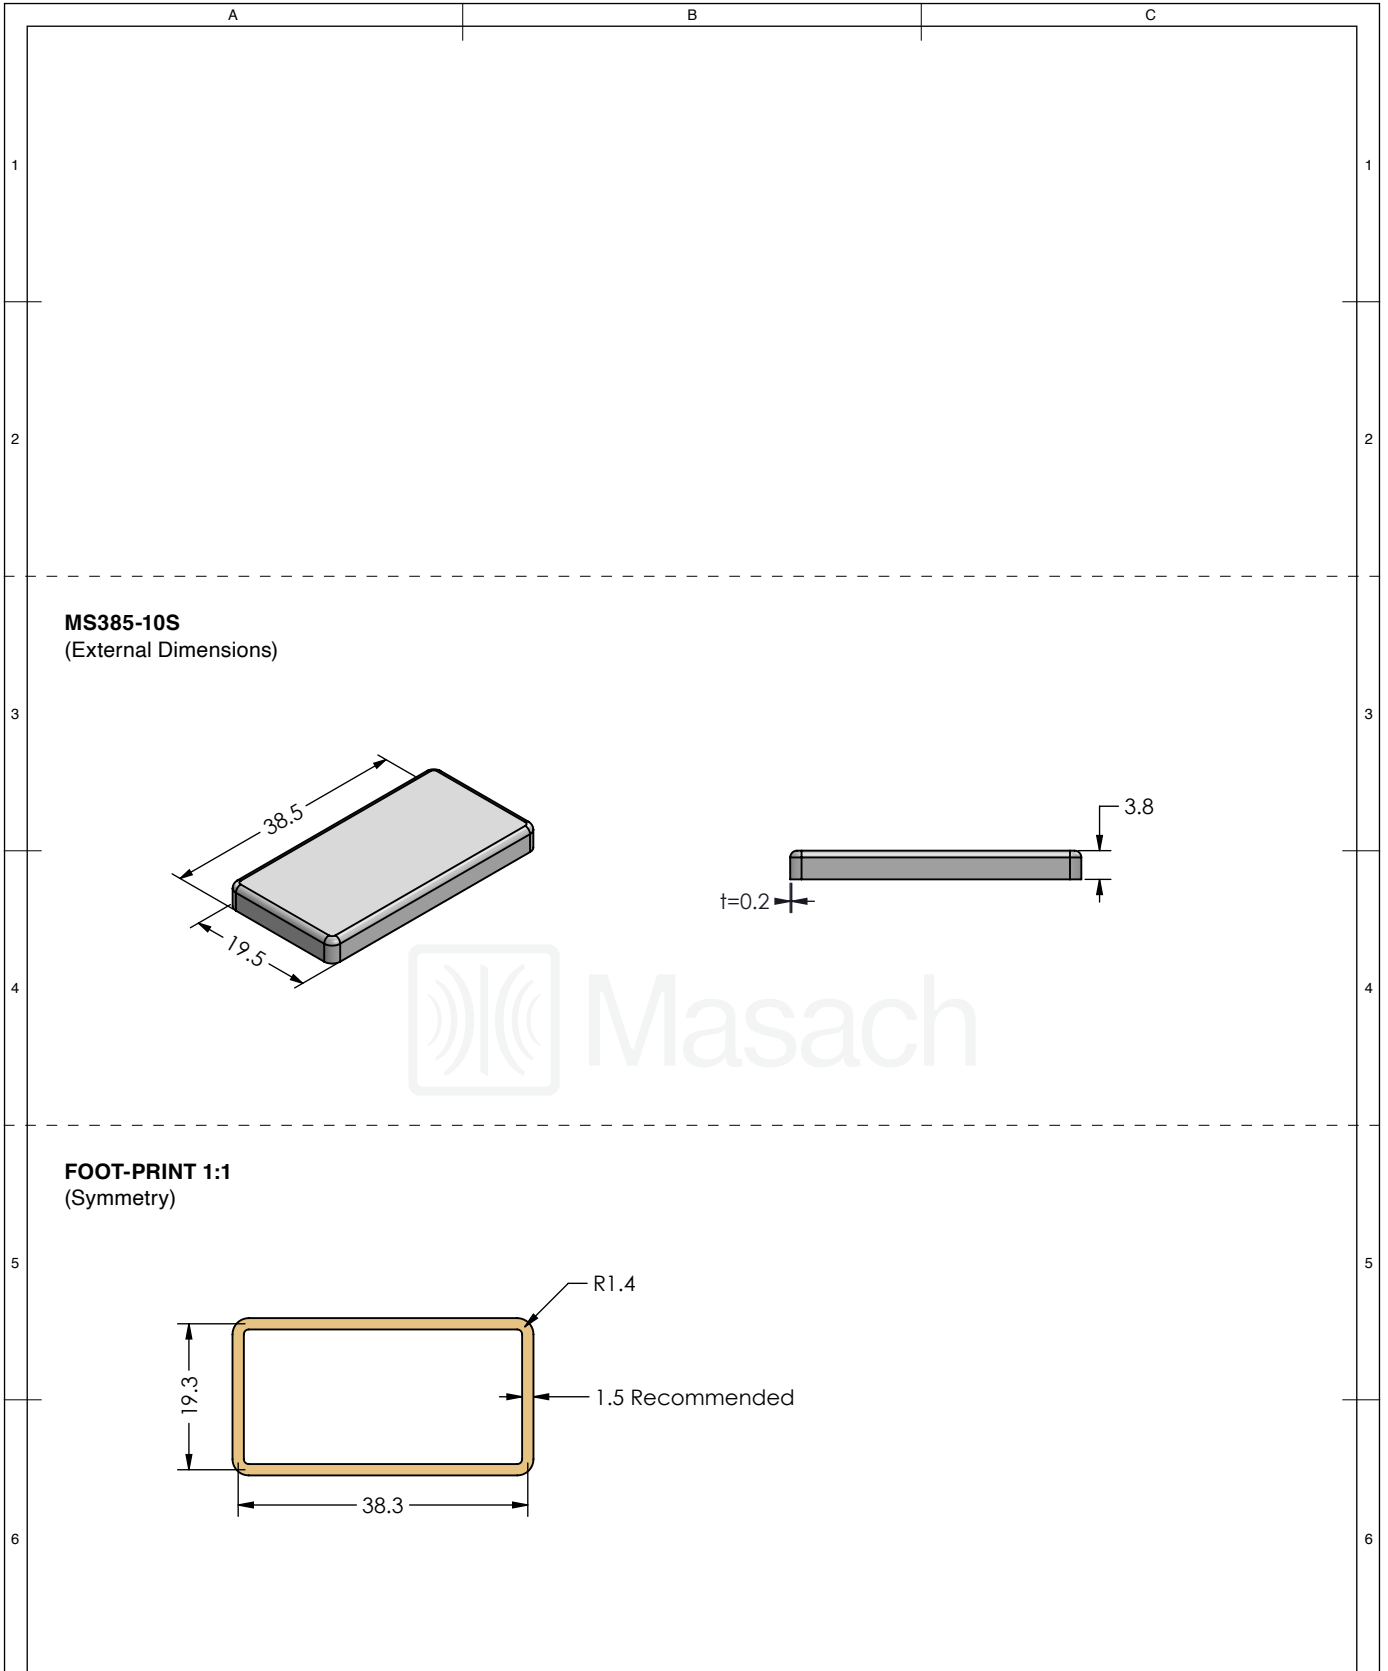 A B C
1 1
2 2
MS385-10S
(External Dimensions)
3 3
38.5
3.8
t=0.2
19.5
4 4
Masach
FOOT-PRINT 1:1
(Symmetry)
5 5
R1.4
19.3
1.5 Recommended
38.3
6 6